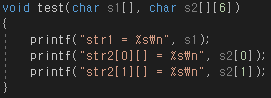 void test(char s1[], char s2[][6])
{
    printf("str1 = %s₩n", s1);
    printf("str2[0][] = %s₩n", s2[0]);
    printf("str2[1][] = %s₩n", s2[1]);
}